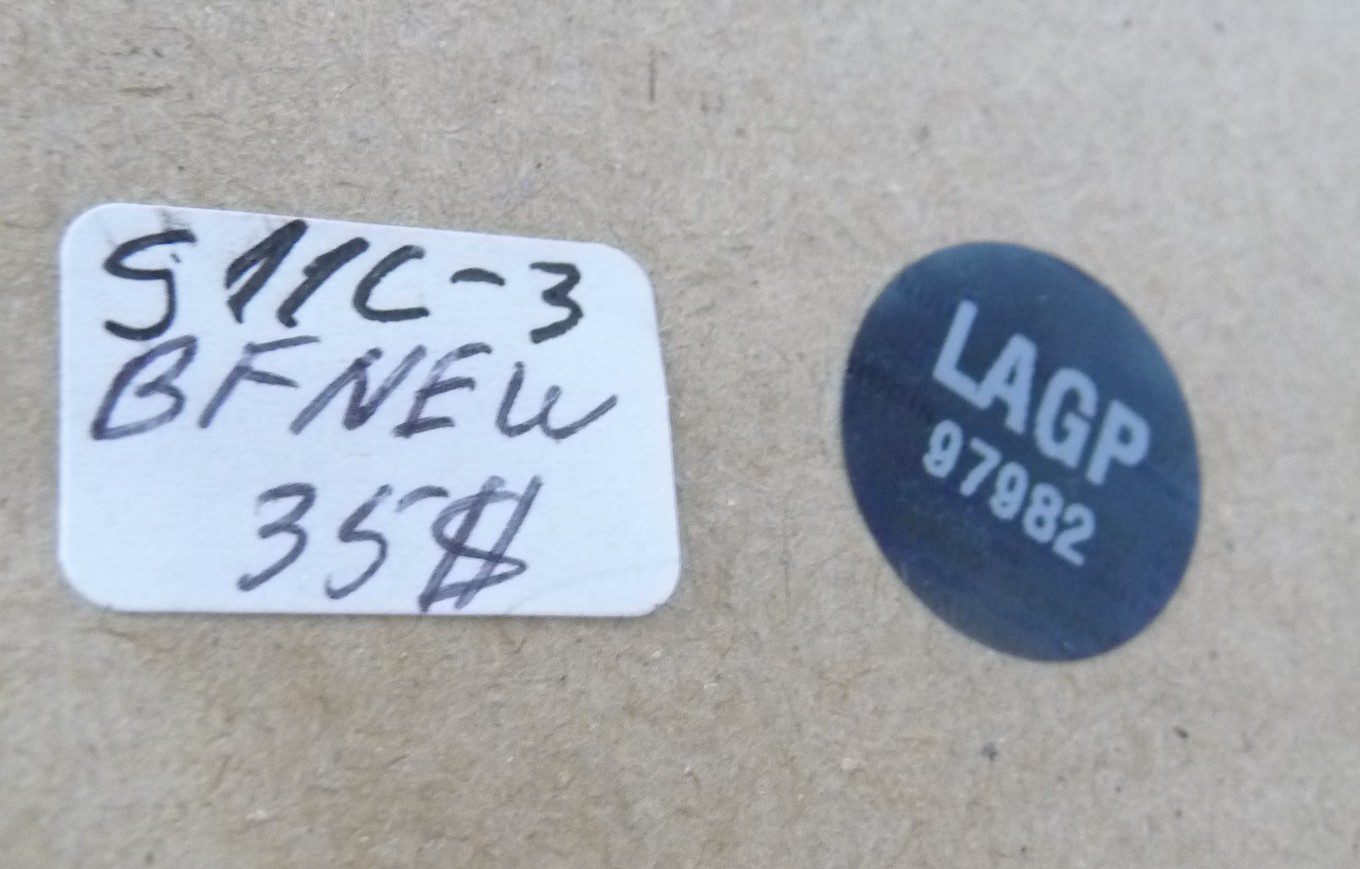 S11C-3
BFNEW
35$
LAGP
97982